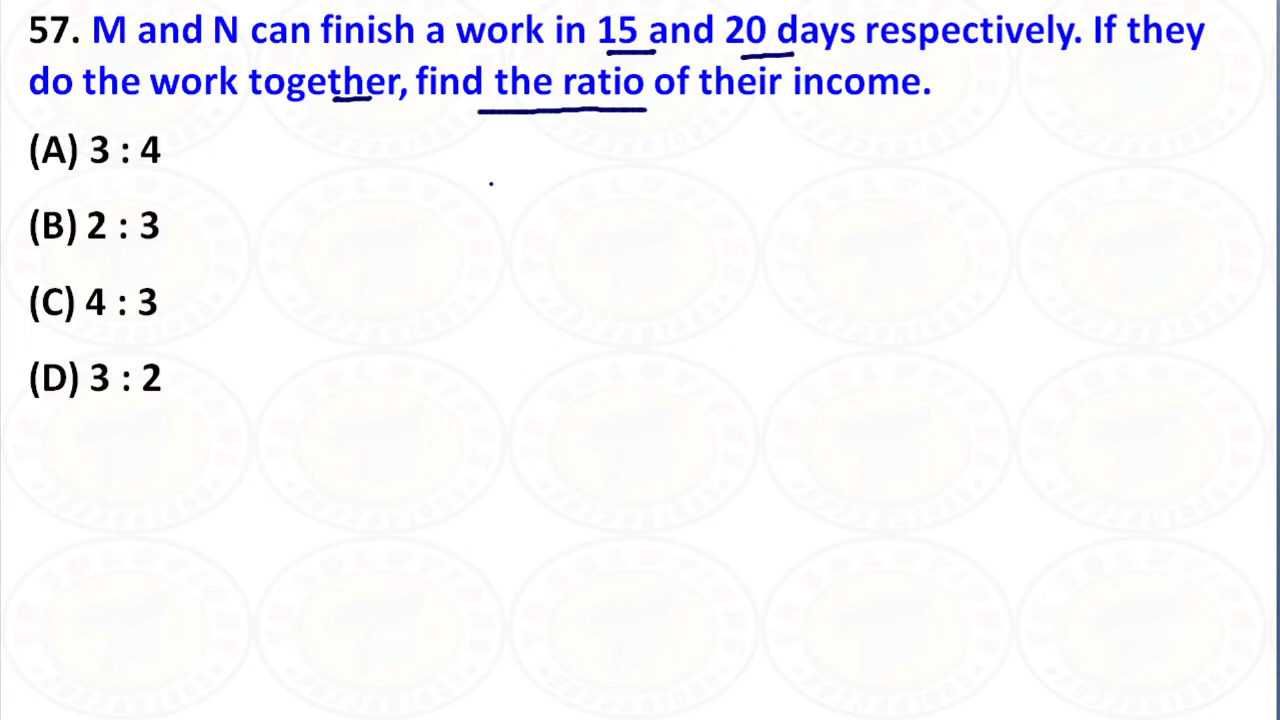 57. M and N can finish a work in 15 and 20 days respectively. If they
do the work together, find the ratio of their income.
(A) 3 : 4
(B) 2 : 3
(C) 4 : 3
(D) 3 : 2